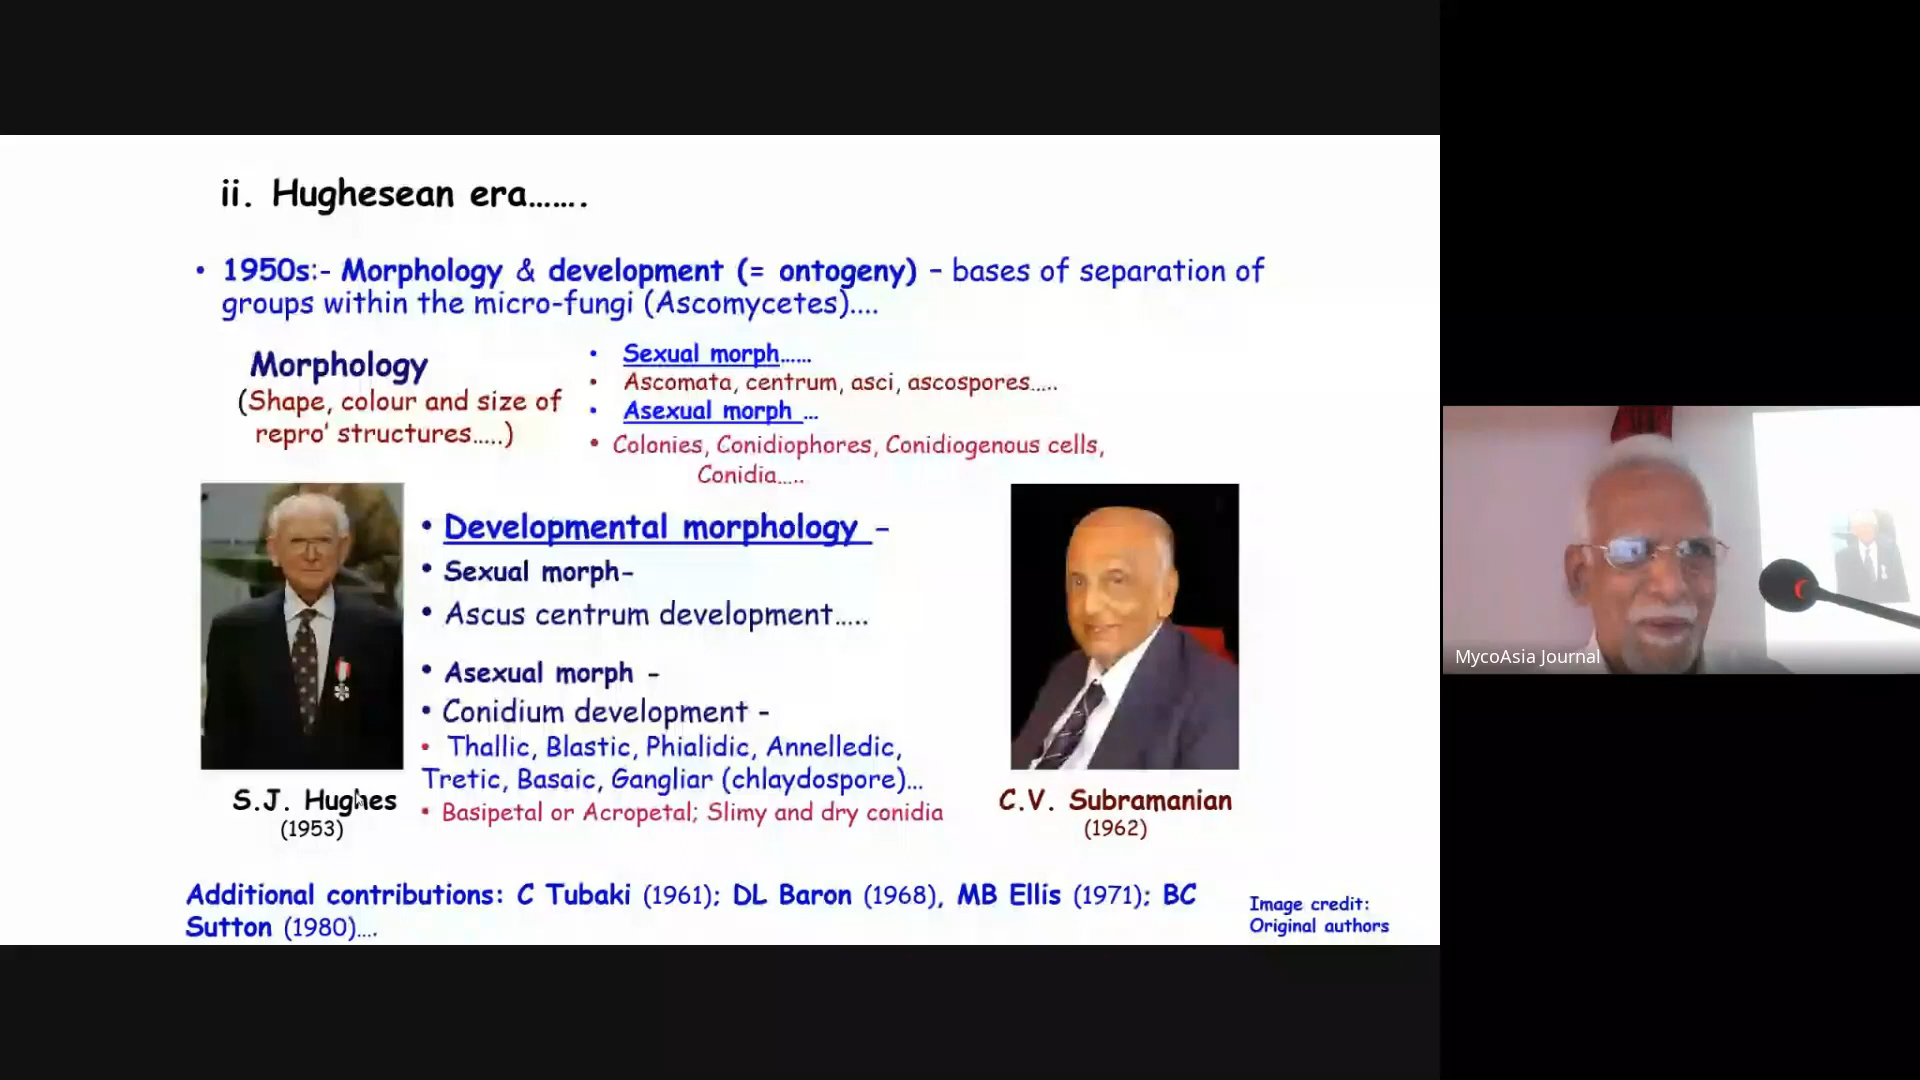 ii. Hughesean era.......
• 1950s:- Morphology & development (= ontogeny) – bases of separation of
groups within the micro-fungi (Ascomycetes)....
Morphology
(Shape, colour and size of
repro' structures.....)
• Sexual morph......
• Ascomata, centrum, asci, ascospores.....
• Asexual morph ...
• Colonies, Conidiophores, Conidiogenous cells,
Conidia.....
• Developmental morphology –
• Sexual morph-
• Ascus centrum development.....
• Asexual morph -
• Conidium development -
• Thallic, Blastic, Phialidic, Annelledic,
Tretic, Basaic, Gangliar (chlaydospore)...
• Basipetal or Acropetal; Slimy and dry conidia
S.J. Hughes
(1953)
C.V. Subramanian
(1962)
Additional contributions: C Tubaki (1961); DL Baron (1968), MB Ellis (1971); BC
Sutton (1980)....
Image credit:
Original authors
MycoAsia Journal